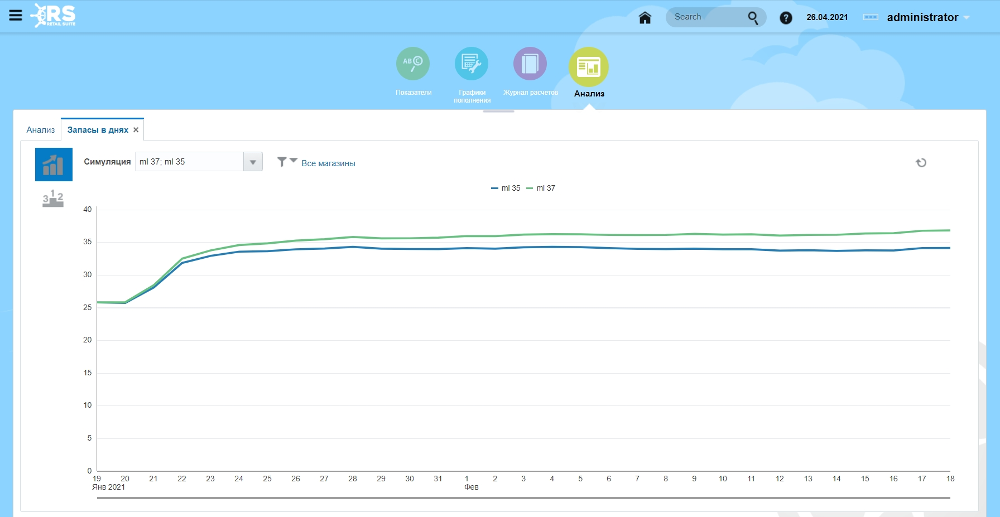 RS
RETAIL SUITE
Search
?
26.04.2021
administrator
ABC
Показатели
Графики
пополнения
Журнал расчетов
Анализ
Анализ
Запасы в днях ×
Симуляция
ml 37; ml 35
Все магазины
3 1 2
ml 35
ml 37
40
35
30
25
20
15
10
5
0
19 20 21 22 23 24 25 26 27 28 29 30 31 1 2 3 4 5 6 7 8 9 10 11 12 13 14 15 16 17 18
Янв 2021 Фев